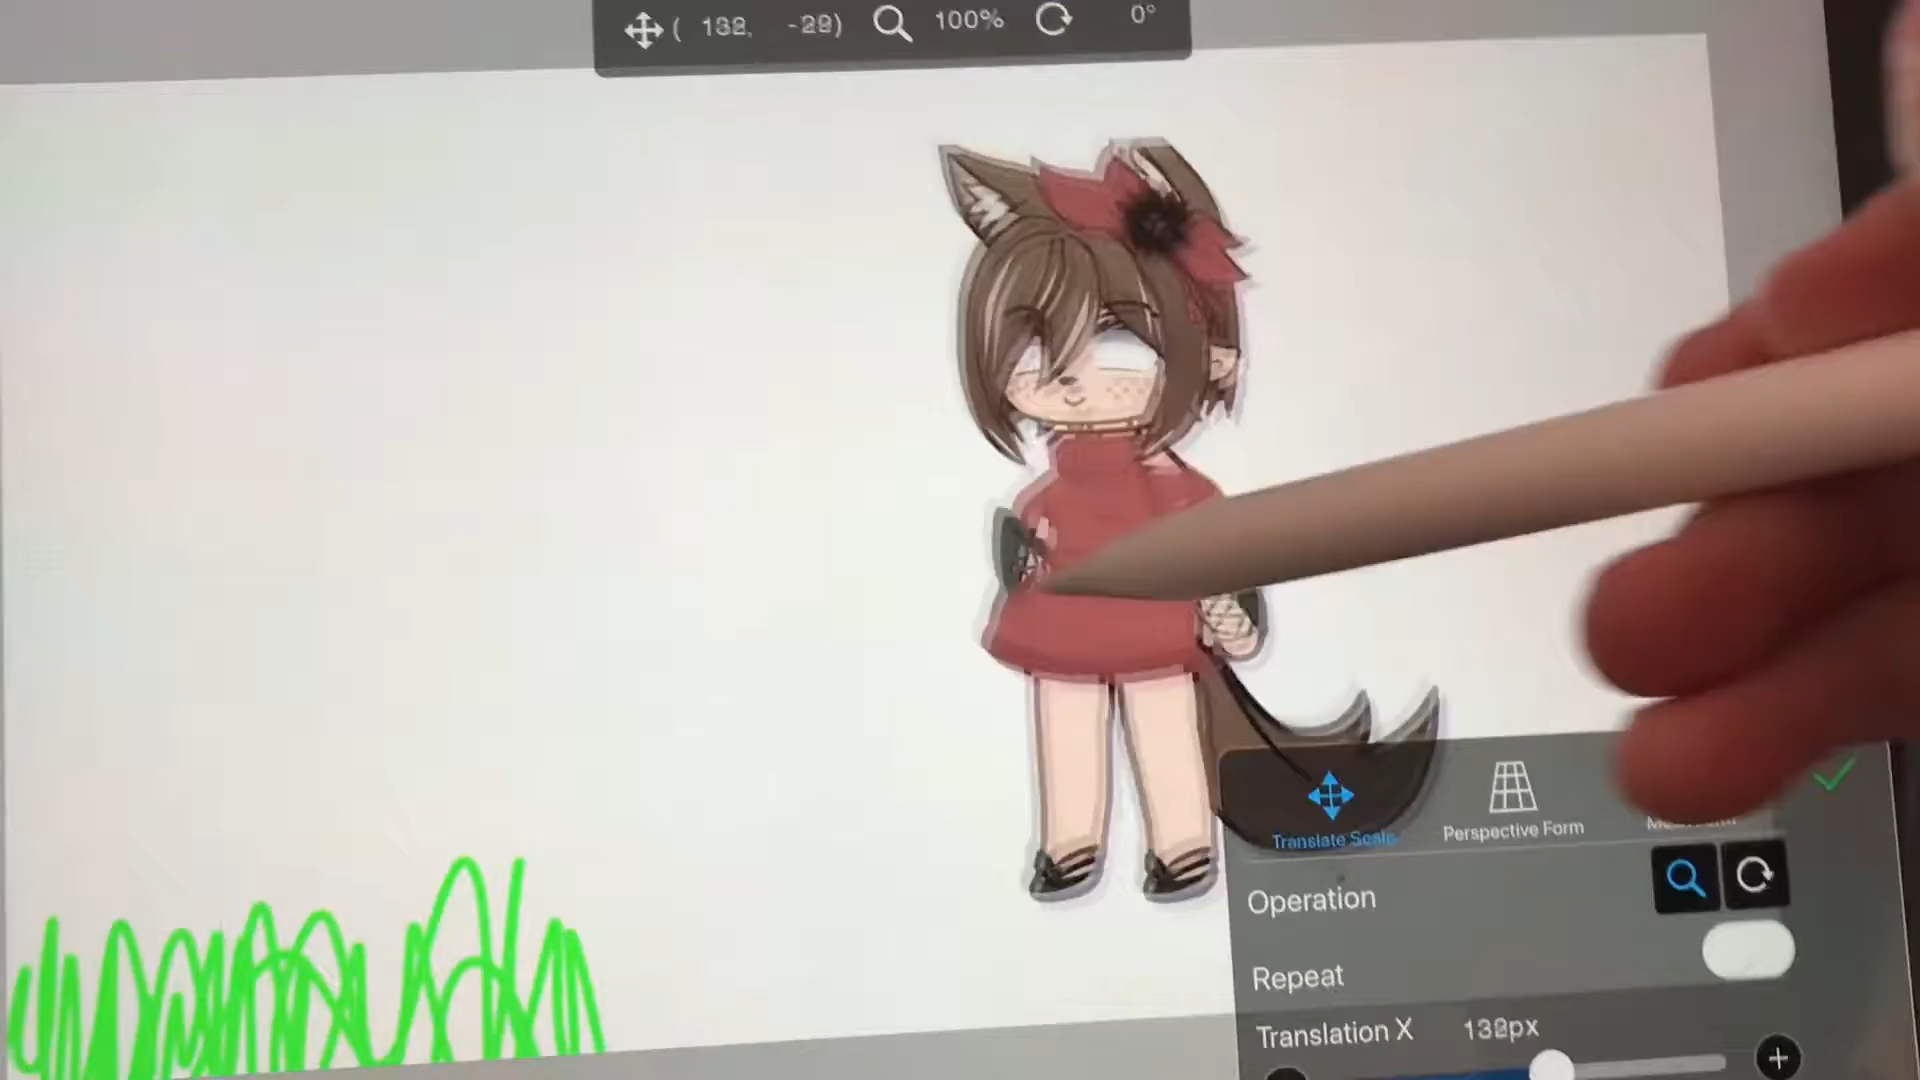 ( 132, -29) 100% 0°
Translate Scale Perspective Form
Operation
Repeat
Translation X 132px